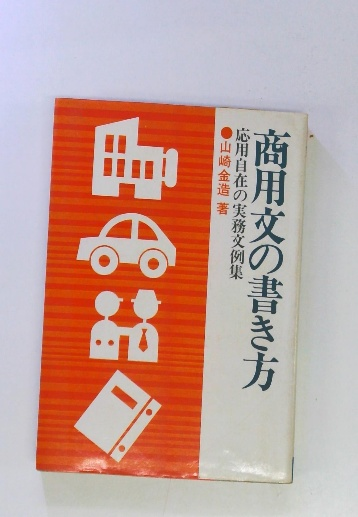 商用文の書き方
応用自在の実務文例集
●山崎金造 著